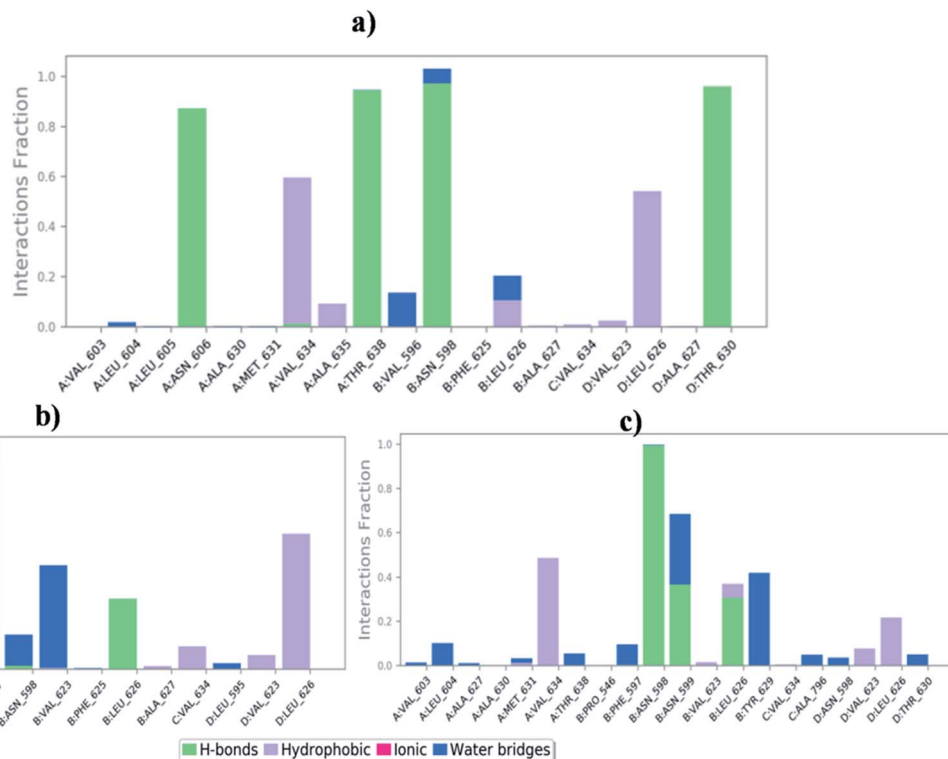 a)
Interactions Fraction
1.0
0.8
0.6
0.4
0.2
0.0
A:VAL_603
A:LEU_604
A:LEU_605
A:ASN_606
A:ALA_630
A:MET_631
A:VAL_634
A:ALA_635
A:THR_638
B:VAL_596
B:ASN_598
B:PHE_625
B:LEU_626
B:ALA_627
C:VAL_634
D:VAL_623
D:LEU_626
D:ALA_627
D:THR_630
b)
B:ASN_598
B:VAL_623
B:PHE_625
B:LEU_626
B:ALA_627
C:VAL_634
D:LEU_595
D:VAL_623
D:LEU_626
c)
Interactions Fraction
1.0
0.8
0.6
0.4
0.2
0.0
A:VAL_603
A:LEU_604
A:ALA_627
A:ALA_630
A:MET_631
A:VAL_634
A:THR_638
B:PRO_546
B:PHE_597
B:ASN_598
B:ASN_599
B:VAL_623
B:LEU_626
B:TYR_629
C:VAL_634
C:ALA_796
D:ASN_598
D:VAL_623
D:LEU_626
D:THR_630
H-bonds Hydrophobic Ionic Water bridges